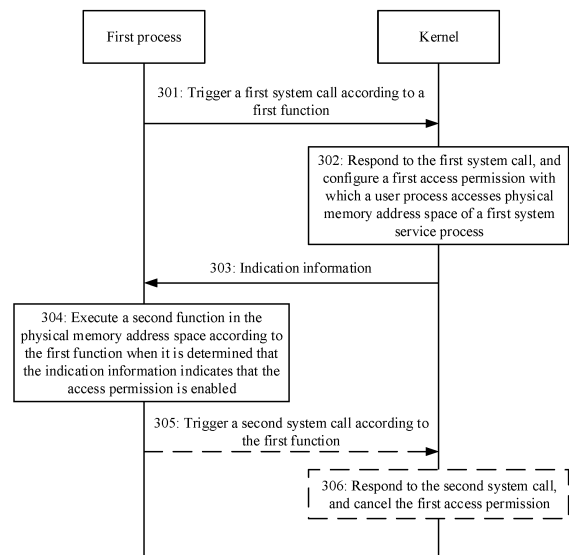 First process
Kernel
301: Trigger a first system call according to a
first function
302: Respond to the first system call, and
configure a first access permission with
which a user process accesses physical
memory address space of a first system
service process
303: Indication information
304: Execute a second function in the
physical memory address space according to
the first function when it is determined that
the indication information indicates that the
access permission is enabled
305: Trigger a second system call according to
the first function
306: Respond to the second system call,
and cancel the first access permission